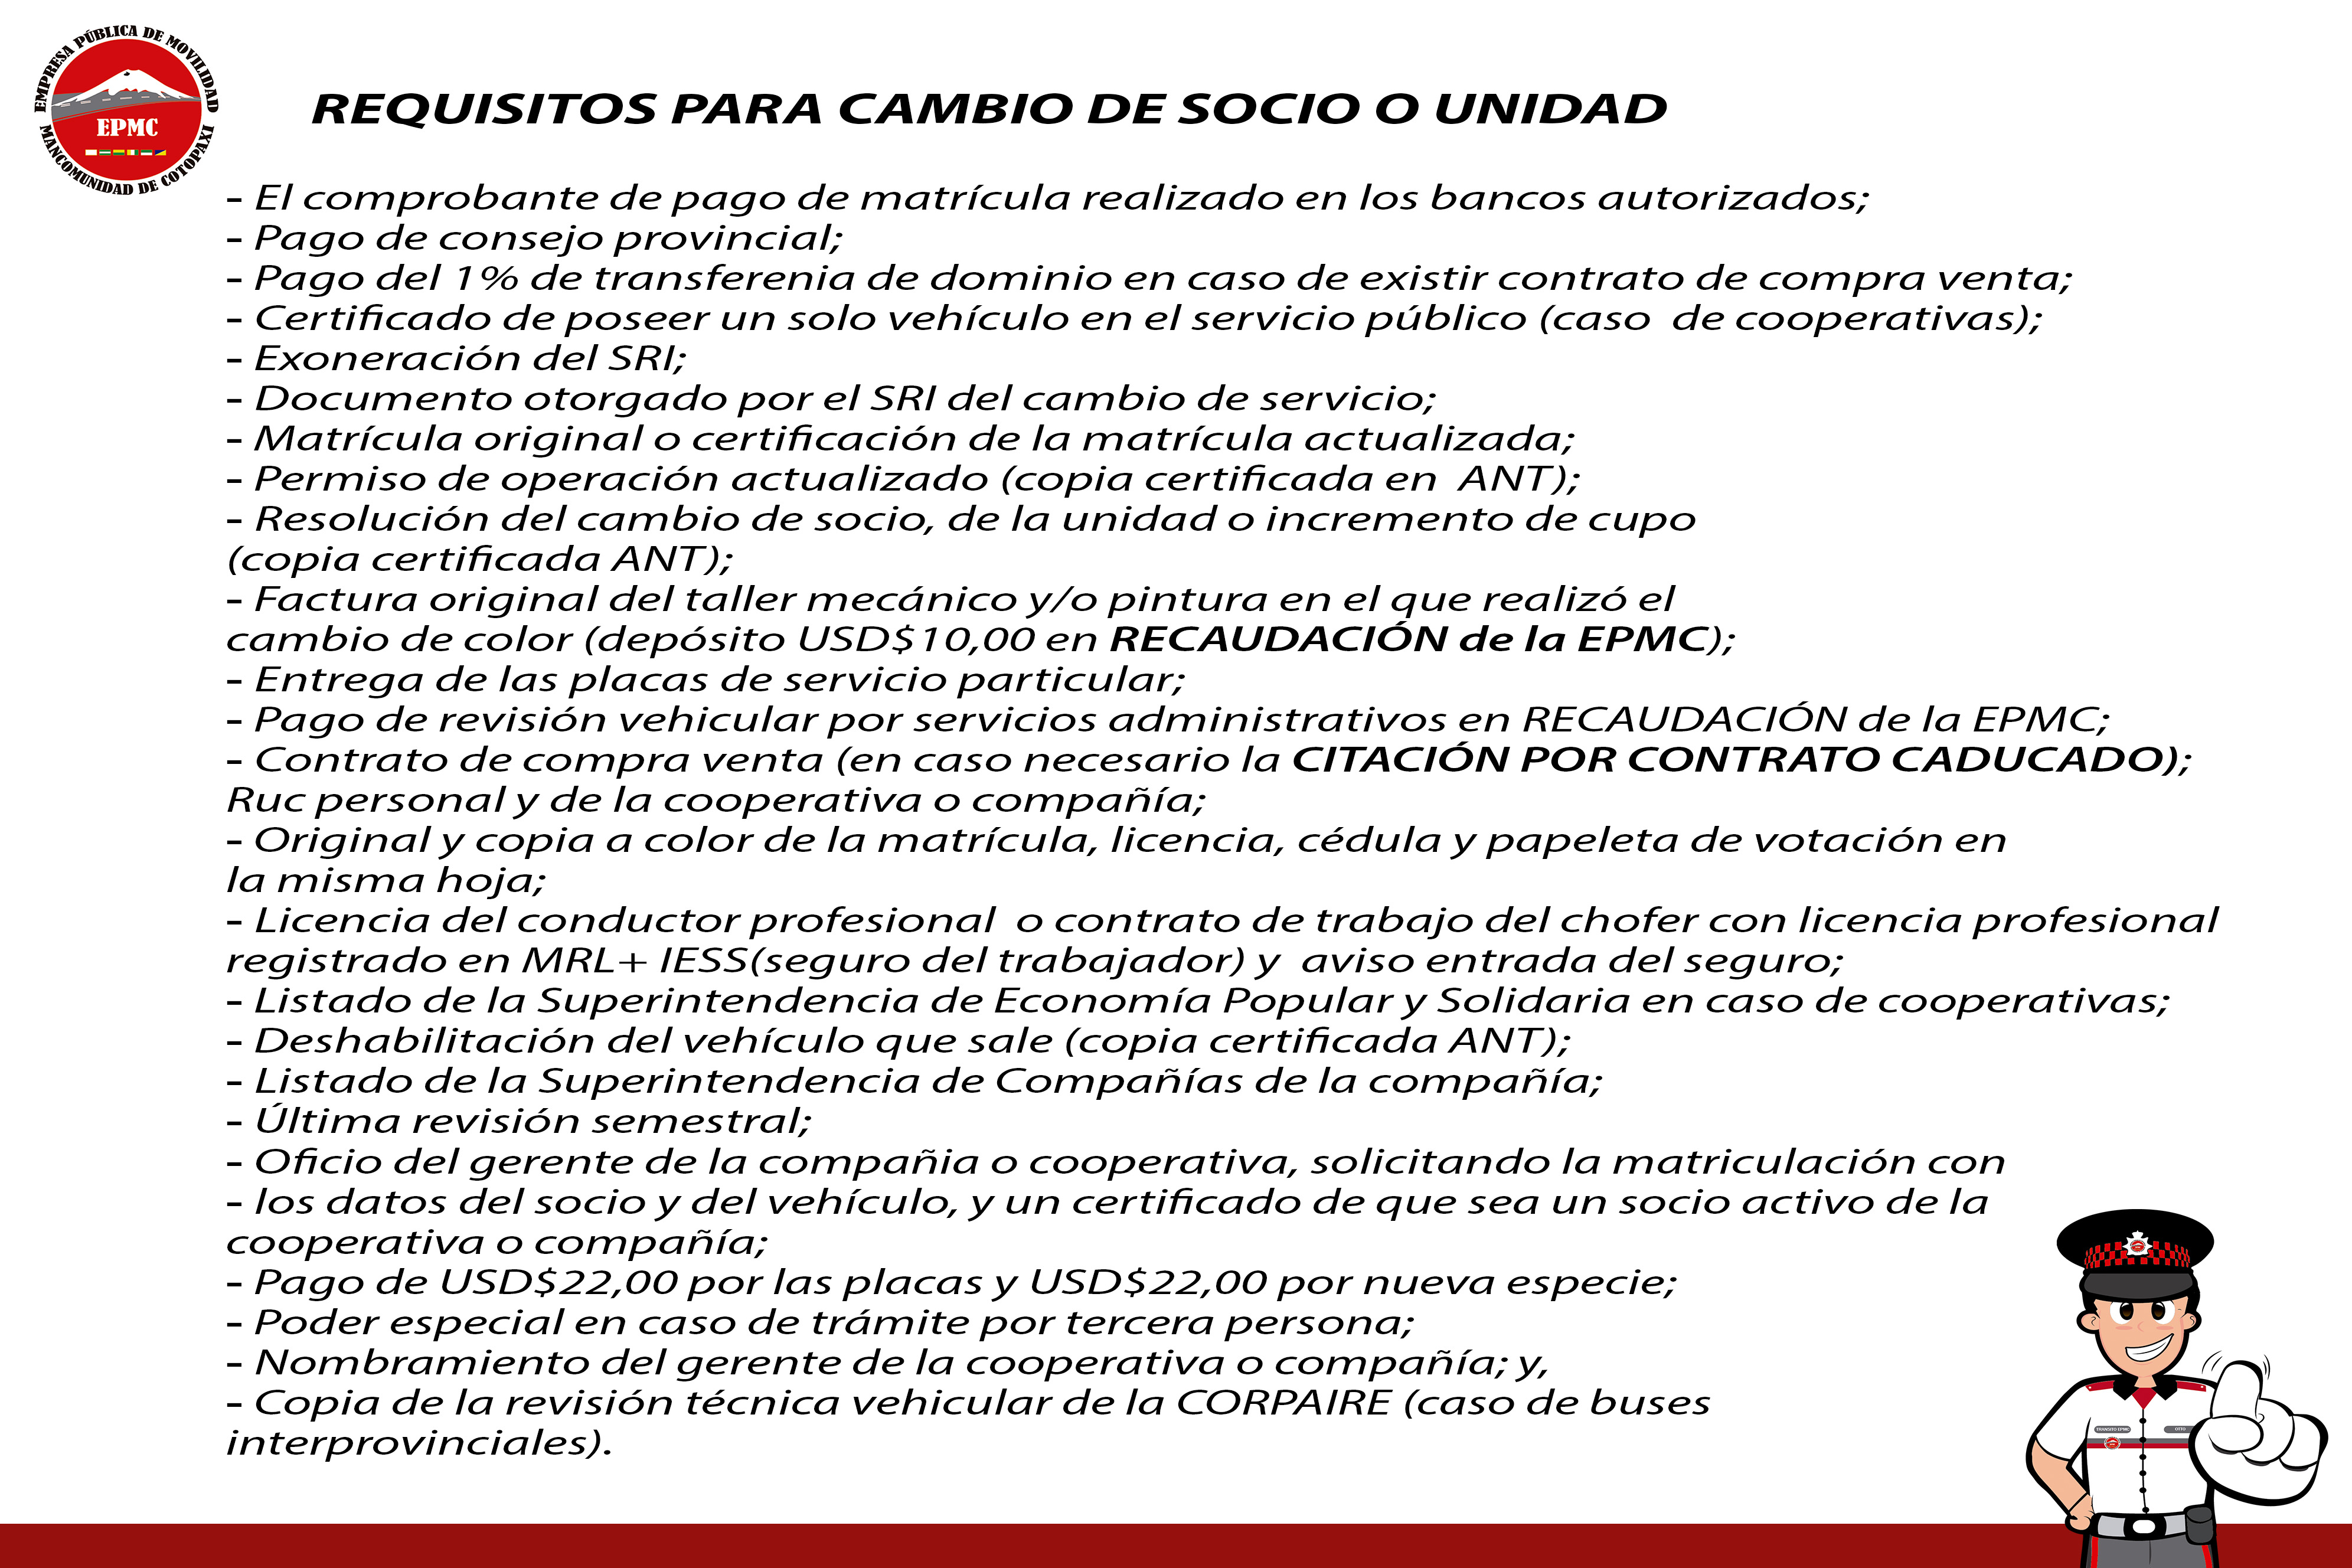 EMPRESA PÚBLICA DE MOVILIDAD
EPMC
MANCOMUNIDAD DE COTOPAXI
REQUISITOS PARA CAMBIO DE SOCIO O UNIDAD
- El comprobante de pago de matrícula realizado en los bancos autorizados;
- Pago de consejo provincial;
- Pago del 1% de transferenia de dominio en caso de existir contrato de compra venta;
- Certificado de poseer un solo vehículo en el servicio público (caso  de cooperativas);
- Exoneración del SRI;
- Documento otorgado por el SRI del cambio de servicio;
- Matrícula original o certificación de la matrícula actualizada;
- Permiso de operación actualizado (copia certificada en  ANT);
- Resolución del cambio de socio, de la unidad o incremento de cupo
(copia certificada ANT);
- Factura original del taller mecánico y/o pintura en el que realizó el
cambio de color (depósito USD$10,00 en RECAUDACIÓN de la EPMC);
- Entrega de las placas de servicio particular;
- Pago de revisión vehicular por servicios administrativos en RECAUDACIÓN de la EPMC;
- Contrato de compra venta (en caso necesario la CITACIÓN POR CONTRATO CADUCADO);
Ruc personal y de la cooperativa o compañía;
- Original y copia a color de la matrícula, licencia, cédula y papeleta de votación en
la misma hoja;
- Licencia del conductor profesional  o contrato de trabajo del chofer con licencia profesional
registrado en MRL+ IESS(seguro del trabajador) y  aviso entrada del seguro;
- Listado de la Superintendencia de Economía Popular y Solidaria en caso de cooperativas;
- Deshabilitación del vehículo que sale (copia certificada ANT);
- Listado de la Superintendencia de Compañías de la compañía;
- Última revisión semestral;
- Oficio del gerente de la compañia o cooperativa, solicitando la matriculación con
- los datos del socio y del vehículo, y un certificado de que sea un socio activo de la
cooperativa o compañía;
- Pago de USD$22,00 por las placas y USD$22,00 por nueva especie;
- Poder especial en caso de trámite por tercera persona;
- Nombramiento del gerente de la cooperativa o compañía; y,
- Copia de la revisión técnica vehicular de la CORPAIRE (caso de buses
interprovinciales).
TRANSITO EPMC